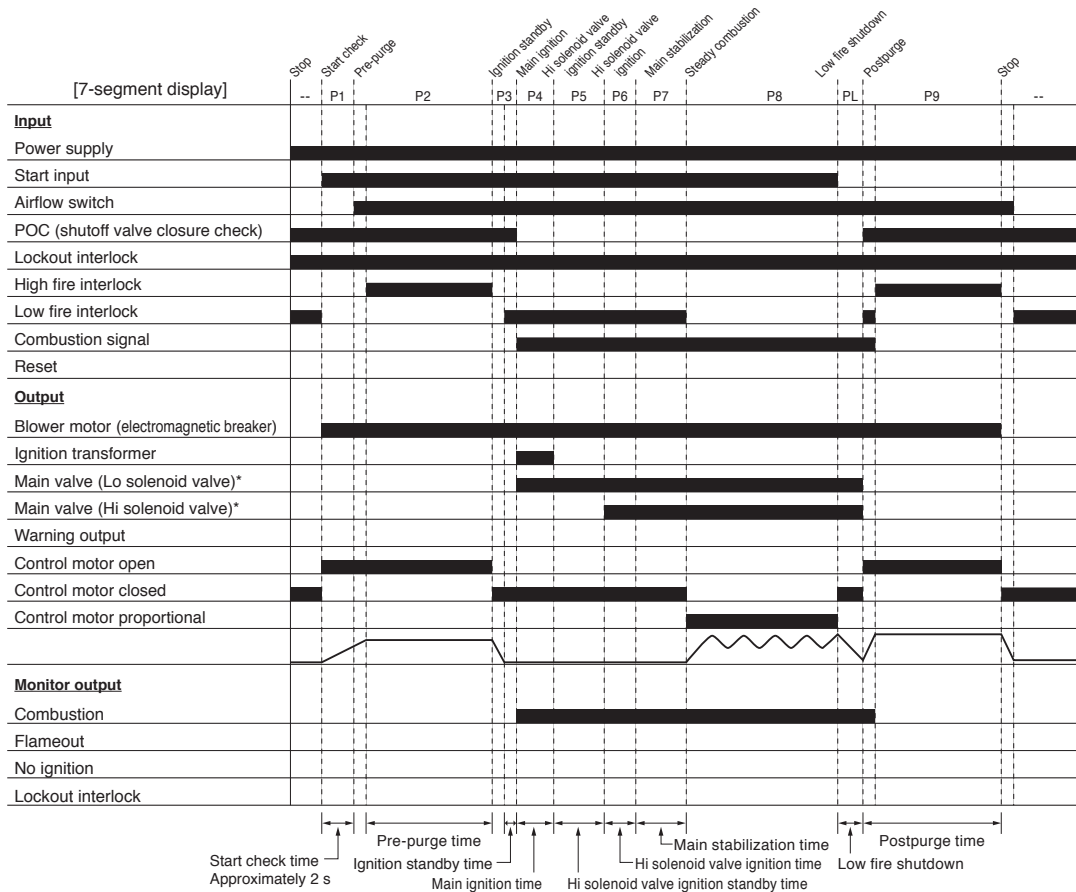 Stop
Start check
Pre-purge
Ignition standby
Main ignition
Hi solenoid valve
ignition standby
Hi solenoid valve
ignition
Main stabilization
Steady combustion
Low fire shutdown
Postpurge
Stop
[7-segment display]
-- P1 P2 P3 P4 P5 P6 P7 P8 PL P9 --
Input
Power supply
Start input
Airflow switch
POC (shutoff valve closure check)
Lockout interlock
High fire interlock
Low fire interlock
Combustion signal
Reset
Output
Blower motor (electromagnetic breaker)
Ignition transformer
Main valve (Lo solenoid valve)*
Main valve (Hi solenoid valve)*
Warning output
Control motor open
Control motor closed
Control motor proportional
Monitor output
Combustion
Flameout
No ignition
Lockout interlock
Start check time
Approximately 2 s
Pre-purge time
Ignition standby time
Main ignition time
Hi solenoid valve ignition standby time
Hi solenoid valve ignition time
Main stabilization time
Low fire shutdown
Postpurge time